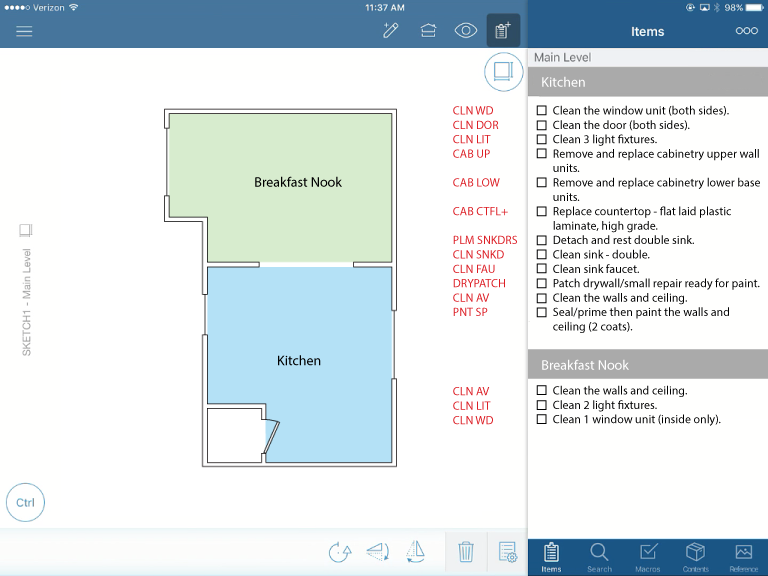 Verizon
11:37 AM
98%
Items
Main Level
Kitchen
CLN WD
Clean the window unit (both sides).
CLN DOR
Clean the door (both sides).
CLN LIT
Clean 3 light fixtures.
CAB UP
Remove and replace cabinetry upper wall
units.
CAB LOW
Remove and replace cabinetry lower base
units.
CAB CTFL+
Replace countertop - flat laid plastic
laminate, high grade.
PLM SNKDRS
Detach and rest double sink.
CLN SNKD
Clean sink - double.
CLN FAU
Clean sink faucet.
DRYPATCH
Patch drywall/small repair ready for paint.
CLN AV
Clean the walls and ceiling.
PNT SP
Seal/prime then paint the walls and
ceiling (2 coats).
Breakfast Nook
CLN AV
Clean the walls and ceiling.
CLN LIT
Clean 2 light fixtures.
CLN WD
Clean 1 window unit (inside only).
Breakfast Nook
Kitchen
SKETCH1 - Main Level
Ctrl
Items
Search
Macros
Contents
Reference